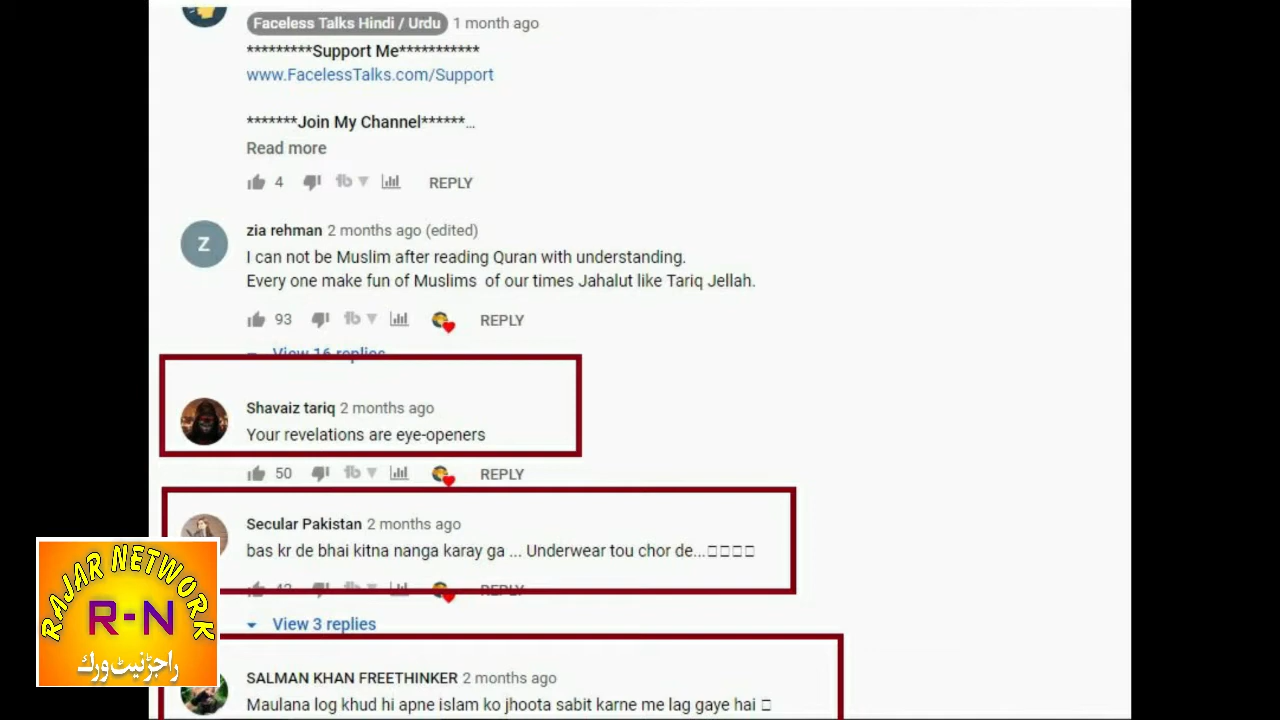 Faceless Talks Hindi / Urdu 1 month ago
*********Support Me***********
www.FacelessTalks.com/Support
*******Join My Channel******...
Read more
4 REPLY
Z
zia rehman 2 months ago (edited)
I can not be Muslim after reading Quran with understanding.
Every one make fun of Muslims of our times Jahalut like Tariq Jellah.
93 REPLY
View 16 replies
Shavaiz tariq 2 months ago
Your revelations are eye-openers
50 REPLY
Secular Pakistan 2 months ago
bas kr de bhai kitna nanga karay ga ... Underwear tou chor de...
REPLY
View 3 replies
RAJAR NETWORK
R-N
راجڑنیٹ‌ورک
SALMAN KHAN FREETHINKER 2 months ago
Maulana log khud hi apne islam ko jhoota sabit karne me lag gaye hai